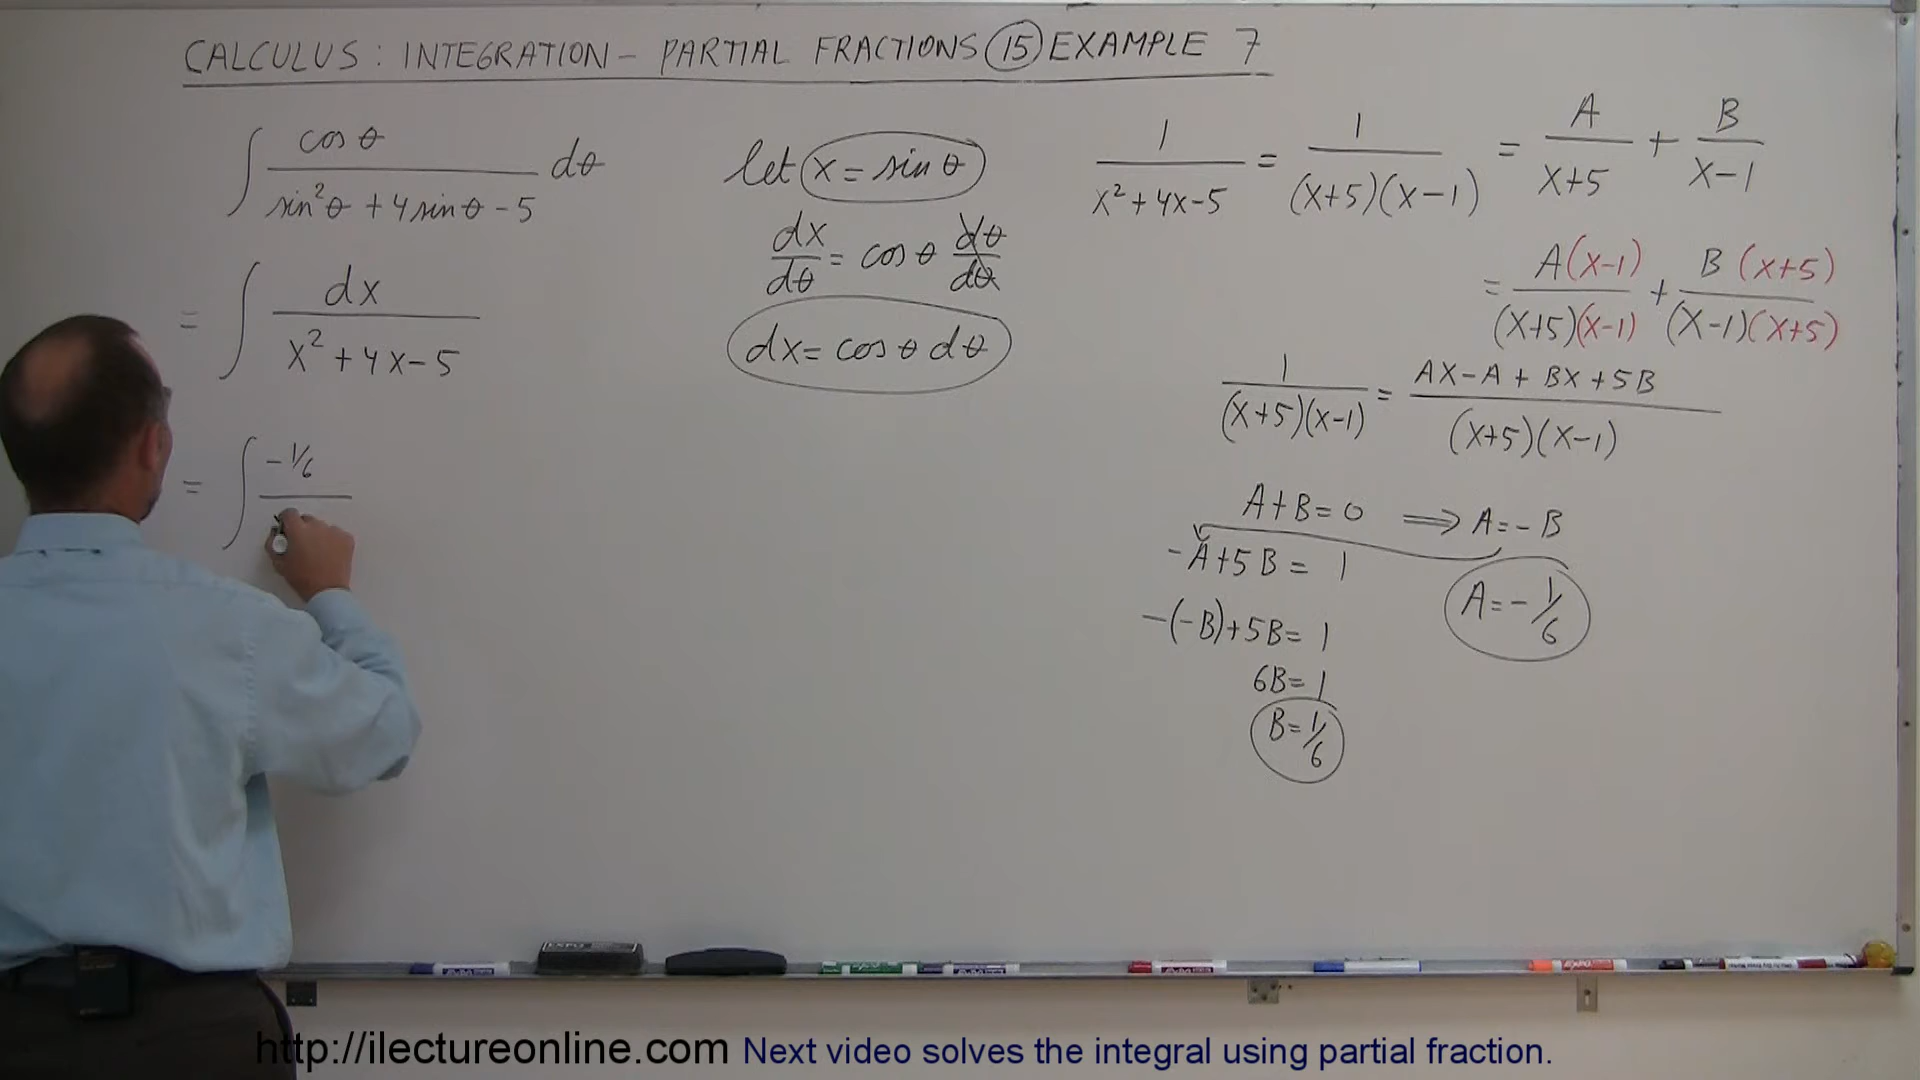 CALCULUS: INTEGRATION - PARTIAL FRACTIONS (15) EXAMPLE 7
∫ cos θ / (sin²θ + 4 sin θ - 5) dθ
= ∫ dx / (x² + 4x - 5)
= ∫ -1/6
let x = sin θ
dx/dθ = cos θ dθ/dθ
dx = cos θ dθ
1 / (x² + 4x - 5) = 1 / (x+5)(x-1) = A / (x+5) + B / (x-1)
= A(x-1) / (x+5)(x-1) + B(x+5) / (x-1)(x+5)
1 / (x+5)(x-1) = AX - A + BX + 5B / (x+5)(x-1)
A + B = 0 ⟹ A = -B
-A + 5B = 1
A = -1/6
-(-B) + 5B = 1
6B = 1
B = 1/6
http://ilectureonline.com Next video solves the integral using partial fraction.